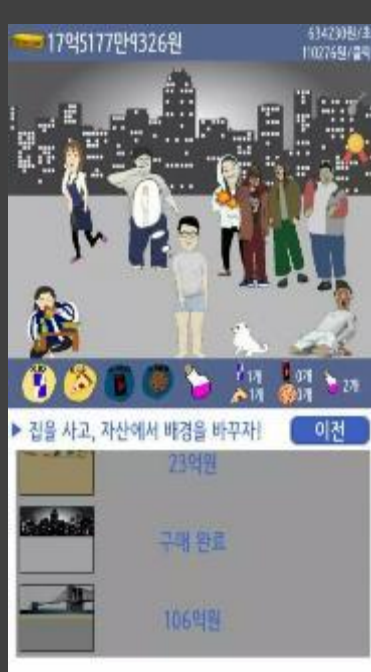 17억5177만9326원
634230원/초
110276원/클릭
1개
0개
1개
0개
2개
▶ 집을 사고, 자산에서 배경을 바꾸자!
이전
23억원
구매 완료
106억원